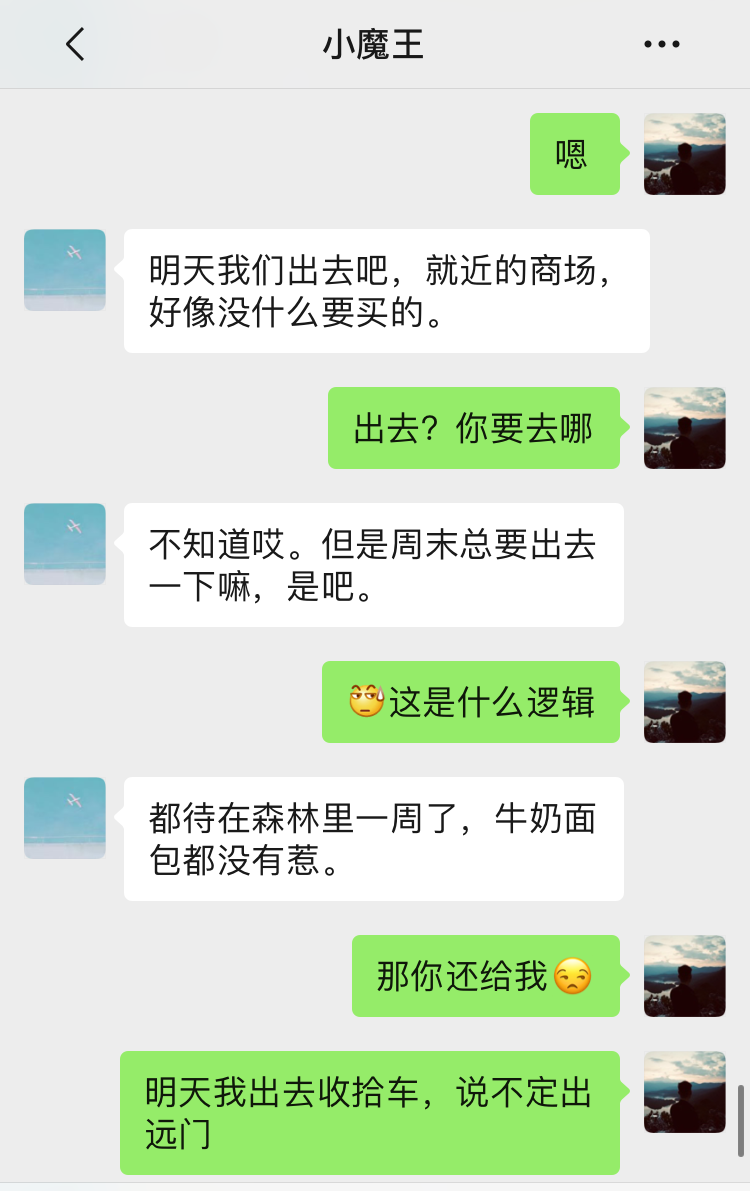 小魔王
嗯
明天我们出去吧，就近的商场，
好像没什么要买的。
出去？你要去哪
不知道哎。但是周末总要出去
一下嘛，是吧。
😓这是什么逻辑
都待在森林里一周了，牛奶面
包都没有惹。
那你还给我😒
明天我出去收拾车，说不定出
远门